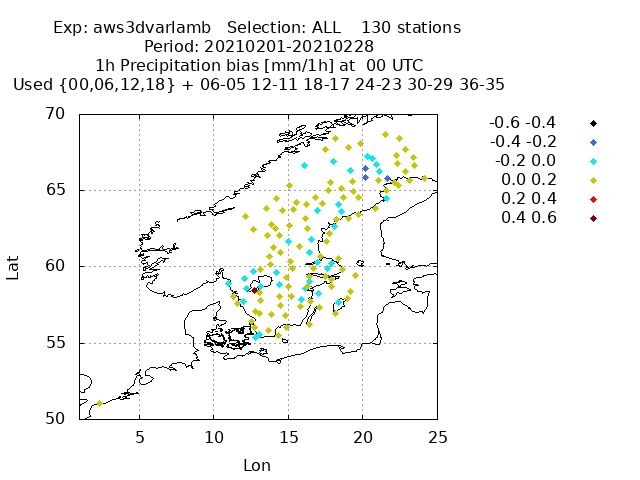 Exp: aws3dvarlamb   Selection: ALL    130 stations
Period: 20210201-20210228
1h Precipitation bias [mm/1h] at  00 UTC
Used {00,06,12,18} + 06-05 12-11 18-17 24-23 30-29 36-35
70
65
60
55
50
Lat
5
10
15
20
25
Lon
-0.6 -0.4
-0.4 -0.2
-0.2 0.0
0.0 0.2
0.2 0.4
0.4 0.6